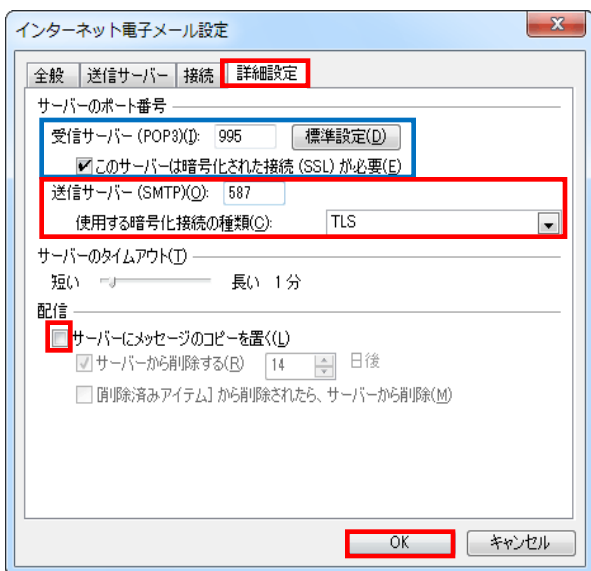 インターネット電子メール設定
全般 送信サーバー 接続 詳細設定
サーバーのポート番号
受信サーバー (POP3)(I): 995 標準設定(D)
このサーバーは暗号化された接続 (SSL) が必要(E)
送信サーバー (SMTP)(O): 587
使用する暗号化接続の種類(C): TLS
サーバーのタイムアウト(T)
短い 長い 1 分
配信
サーバーにメッセージのコピーを置く(L)
サーバーから削除する(R) 14 日後
[削除済みアイテム] から削除されたら、サーバーから削除(M)
OK キャンセル